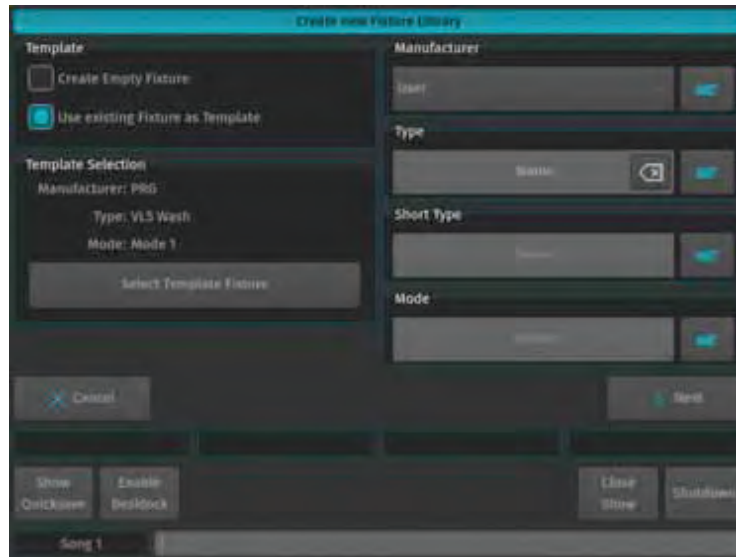 Create new Fixture Library
Template
Create Empty Fixture
Use existing Fixture as Template
Template Selection
Manufacturer: PRG
Type: VL5 Wash
Mode: Mode 1
Select Template Fixture
Manufacturer
User
Type
Name
Short Type
Mode
Cancel
Next
Show
Quicksave
Enable
Desklock
Close
Show
Shutdown
Song 1